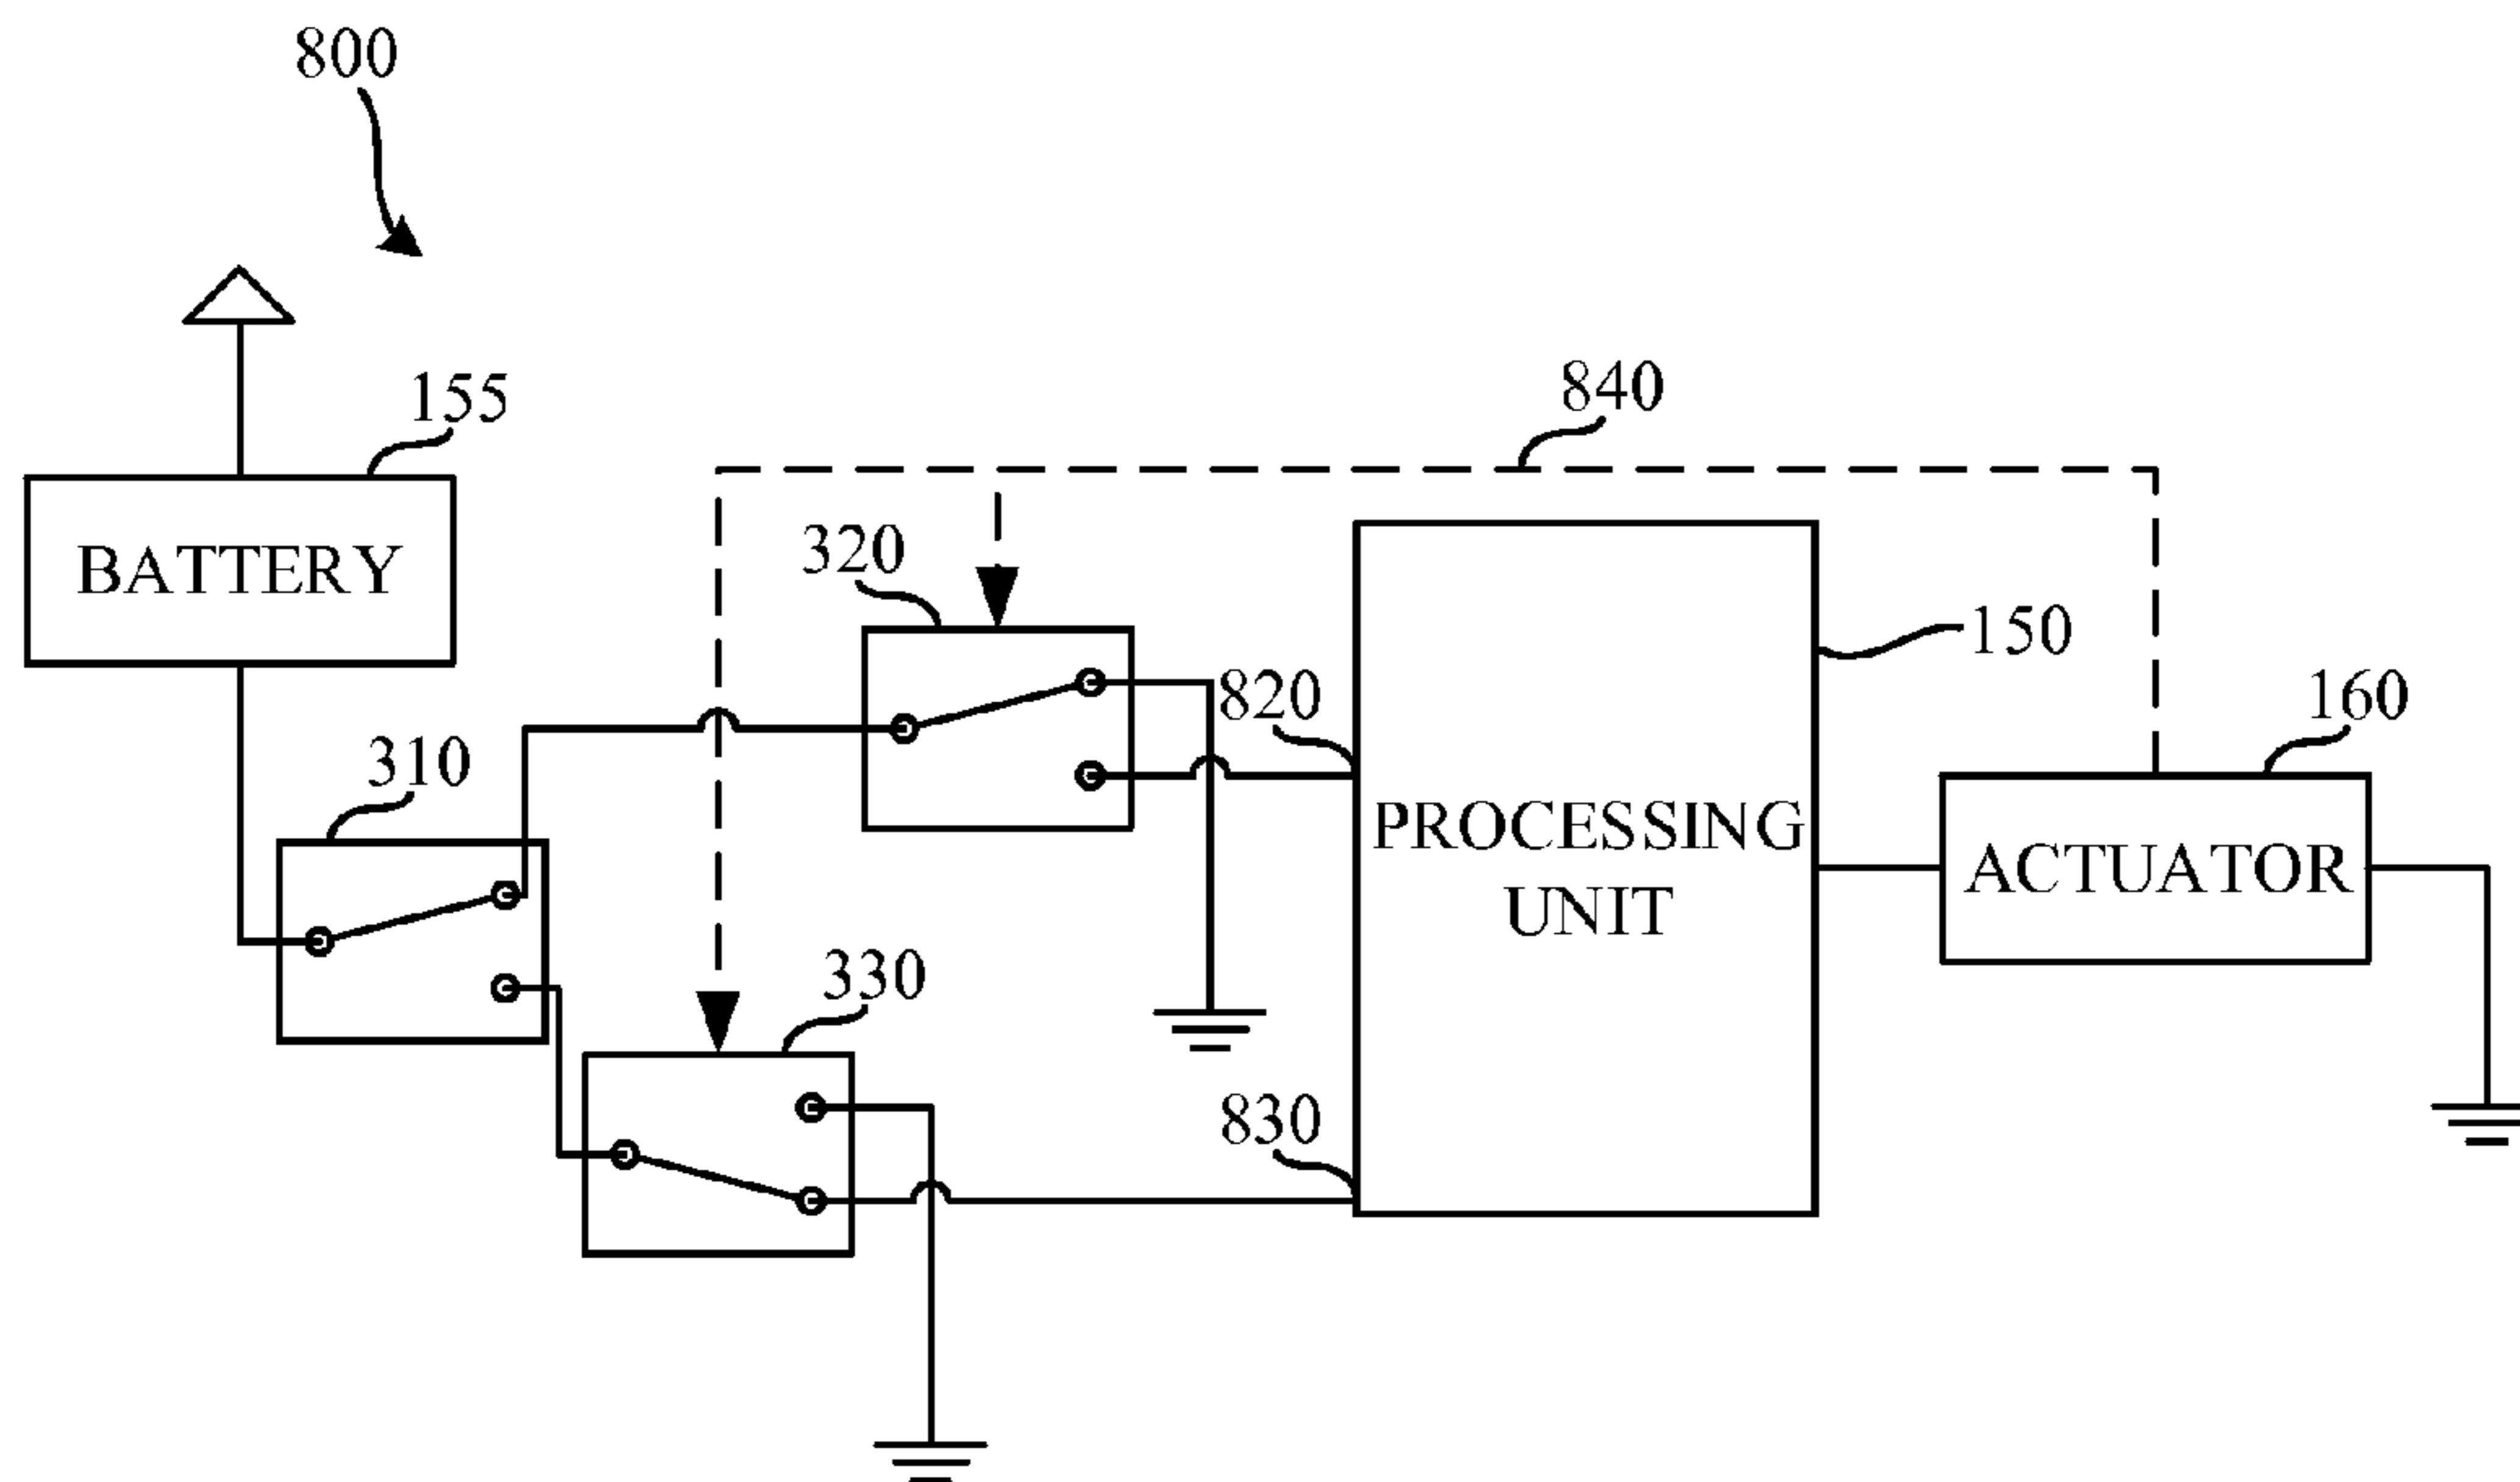 800
155
BATTERY
840
320
150
820
160
310
PROCESSING
UNIT
ACTUATOR
330
830